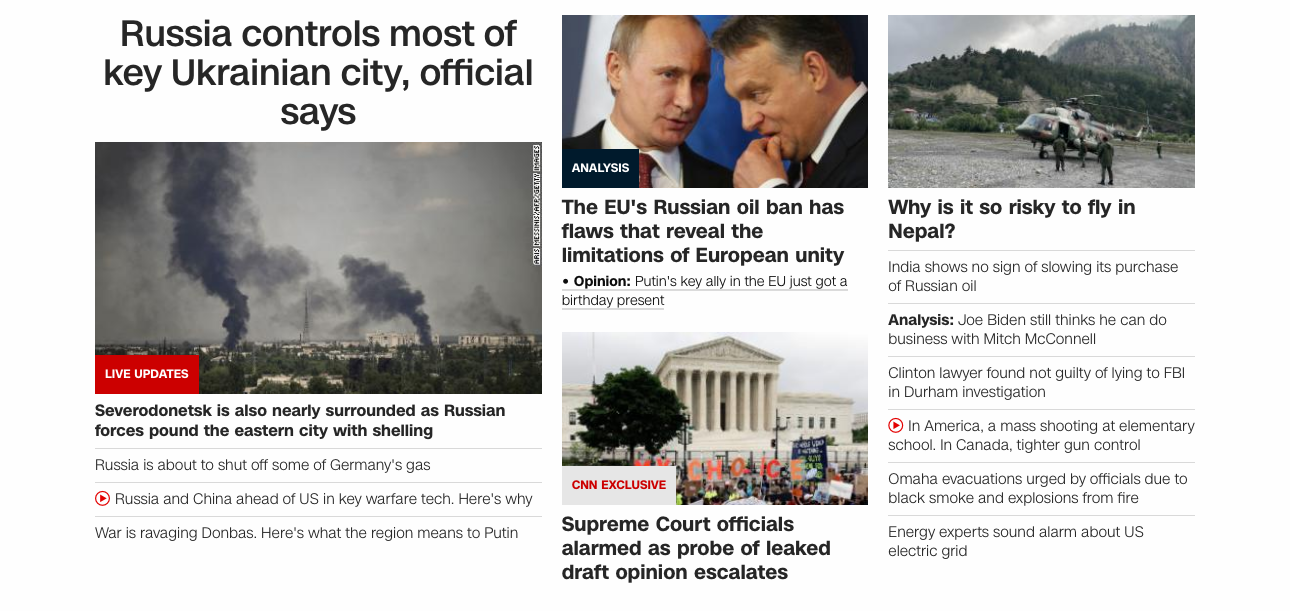 Russia controls most of
key Ukrainian city, official
says
ARIS MESSINIS/AFP/GETTY IMAGES
LIVE UPDATES
Severodonetsk is also nearly surrounded as Russian
forces pound the eastern city with shelling
Russia is about to shut off some of Germany's gas
Russia and China ahead of US in key warfare tech. Here's why
War is ravaging Donbas. Here's what the region means to Putin
ANALYSIS
The EU's Russian oil ban has
flaws that reveal the
limitations of European unity
• Opinion: Putin's key ally in the EU just got a
birthday present
CHOICE
CNN EXCLUSIVE
Supreme Court officials
alarmed as probe of leaked
draft opinion escalates
Why is it so risky to fly in
Nepal?
India shows no sign of slowing its purchase
of Russian oil
Analysis: Joe Biden still thinks he can do
business with Mitch McConnell
Clinton lawyer found not guilty of lying to FBI
in Durham investigation
In America, a mass shooting at elementary
school. In Canada, tighter gun control
Omaha evacuations urged by officials due to
black smoke and explosions from fire
Energy experts sound alarm about US
electric grid